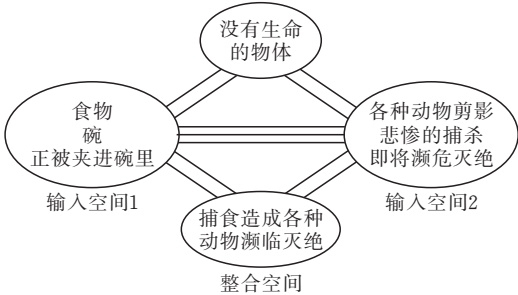 没有生命
的物体
食物
碗
正被夹进碗里
输入空间1
各种动物剪影
悲惨的捕杀
即将濒危灭绝
输入空间2
捕食造成各种
动物濒临灭绝
整合空间